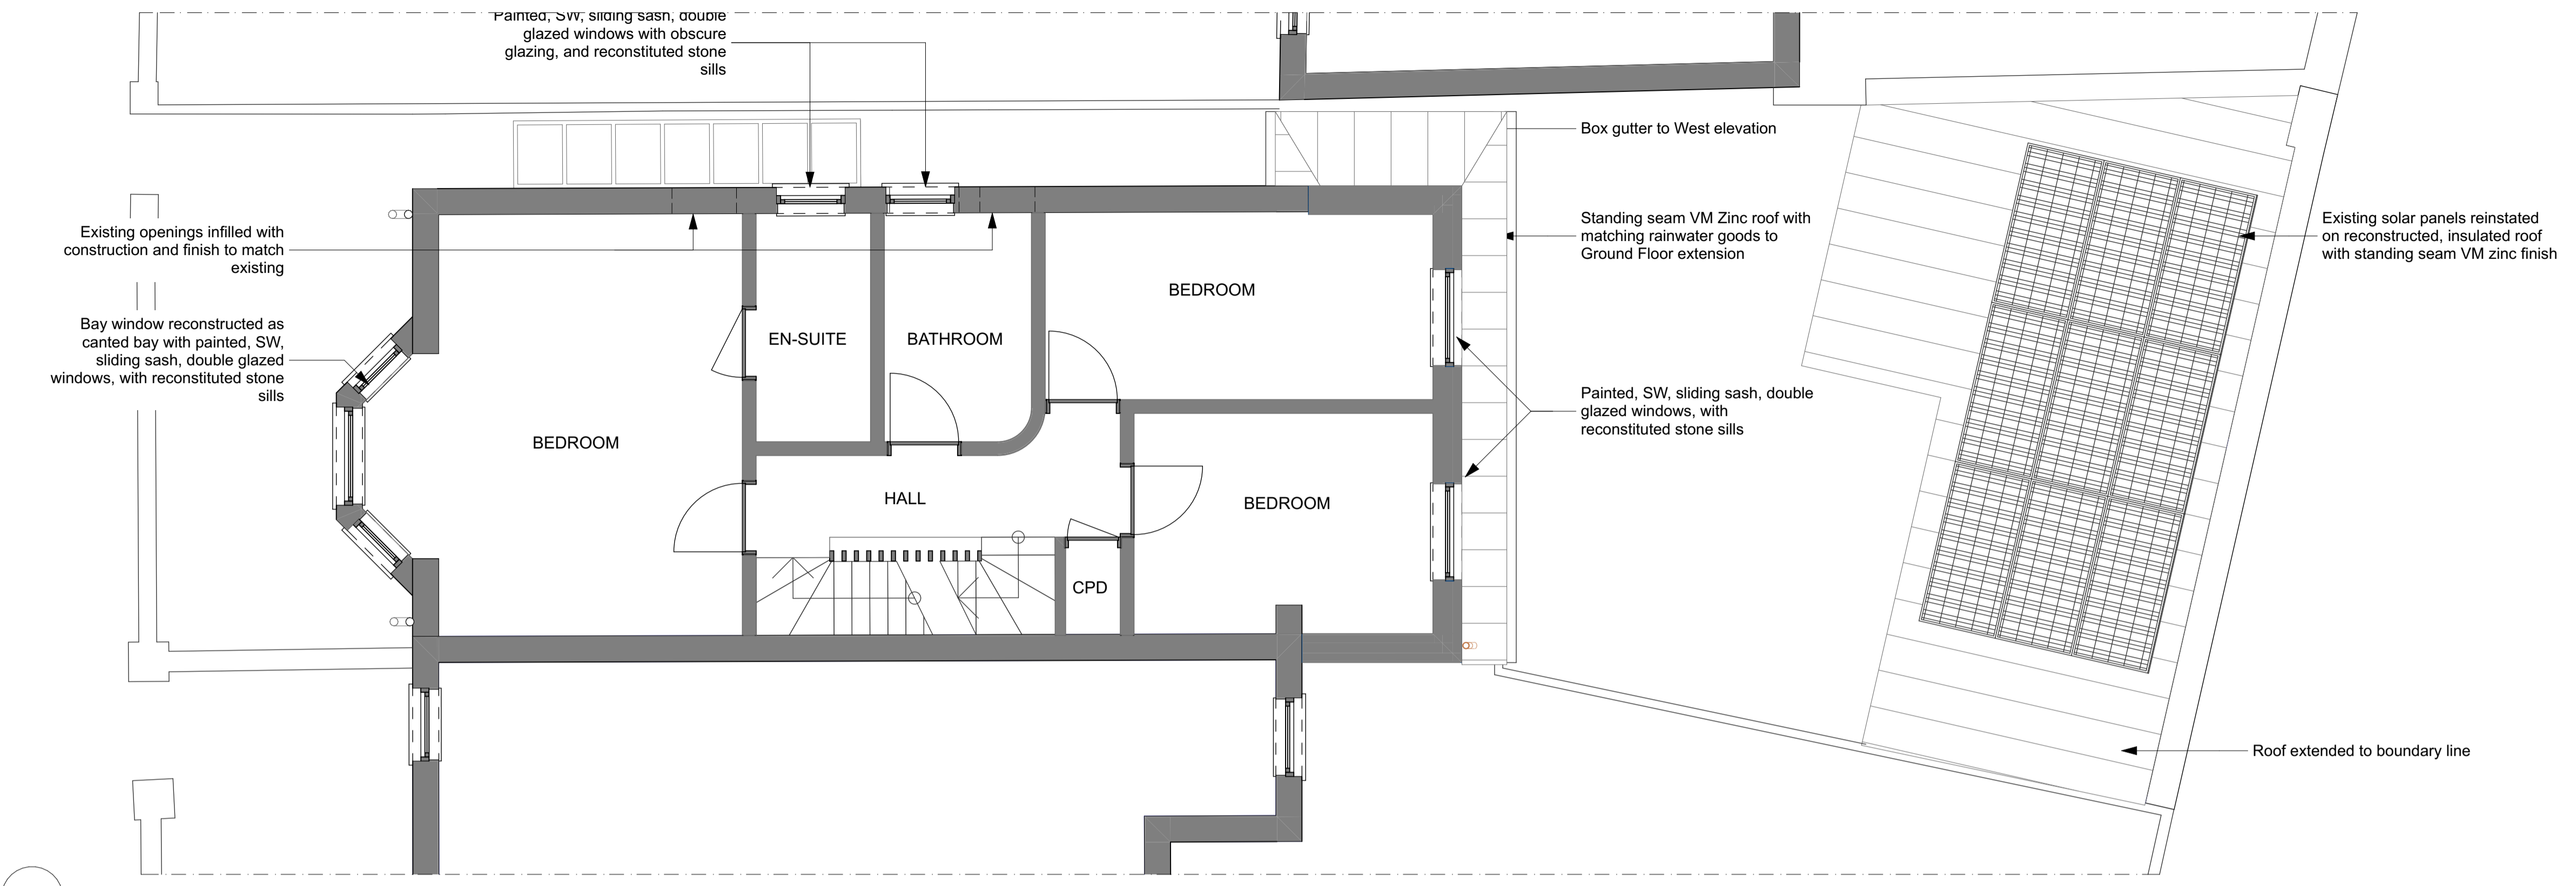 Painted, SW, sliding sash, double
glazed windows with obscure
glazing, and reconstituted stone
sills
Box gutter to West elevation
Existing openings infilled with
construction and finish to match
existing
Standing seam VM Zinc roof with
matching rainwater goods to
Ground Floor extension
Existing solar panels reinstated
on reconstructed, insulated roof
with standing seam VM zinc finish
Bay window reconstructed as
canted bay with painted, SW,
sliding sash, double glazed
windows, with reconstituted stone
sills
BEDROOM
EN-SUITE
BATHROOM
Painted, SW, sliding sash, double
glazed windows, with
reconstituted stone sills
BEDROOM
HALL
BEDROOM
CPD
Roof extended to boundary line